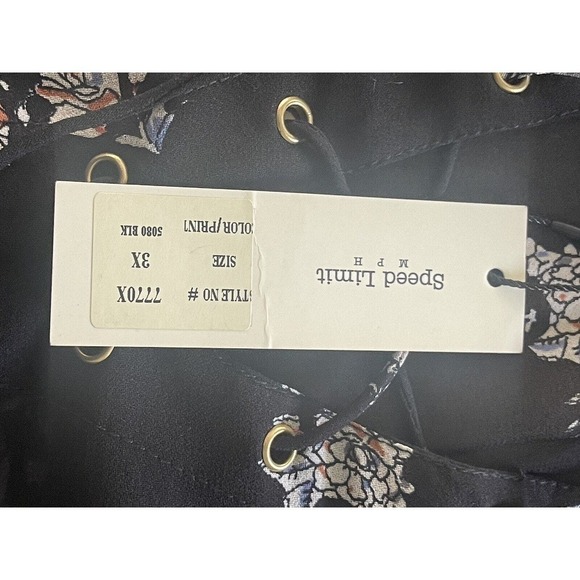 Speed Limit
M P H
STYLE NO # 7770X
SIZE 3X
COLOR/PRINT 5080 BLK